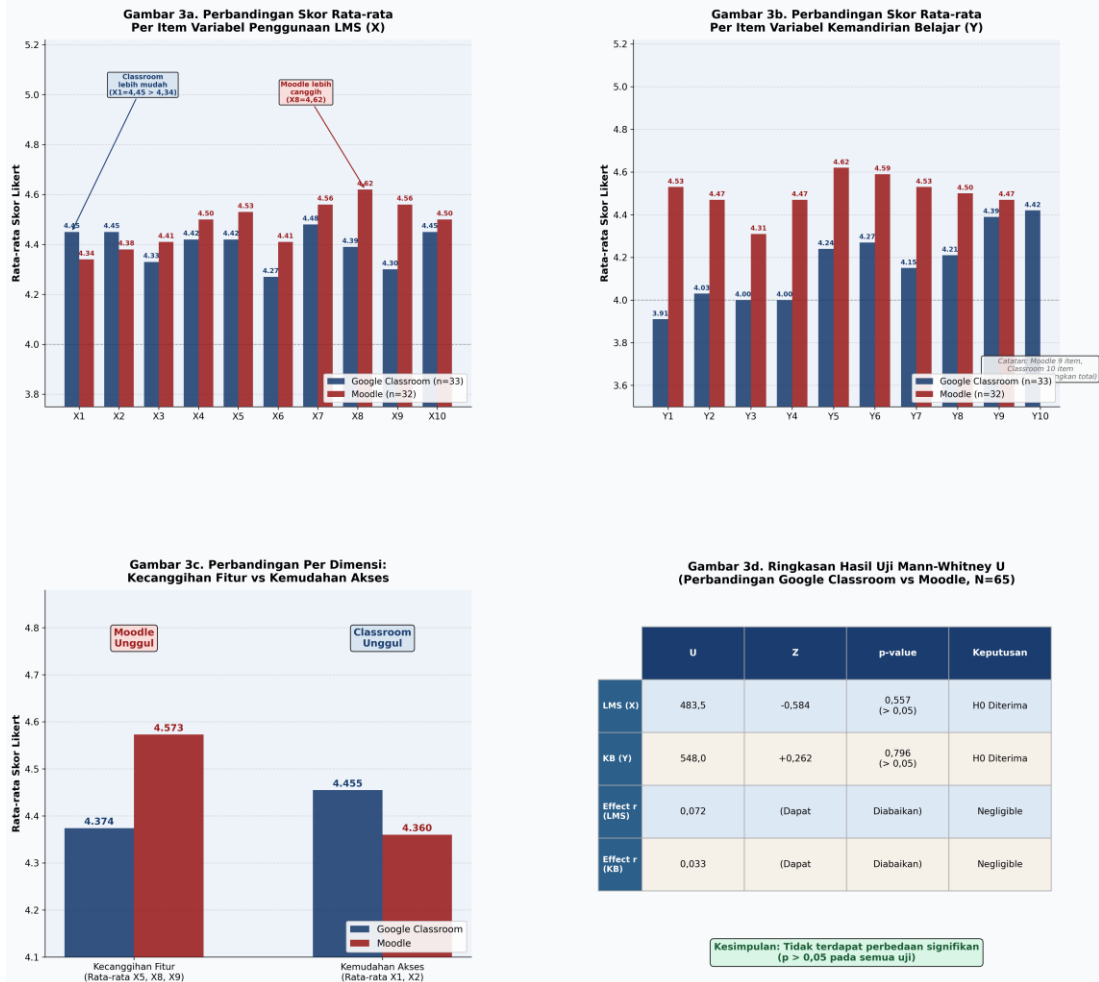 Gambar 3a. Perbandingan Skor Rata-rata
Per Item Variabel Penggunaan LMS (X)
Rata-rata Skor Likert
5.2
5.0
4.8
4.6
4.4
4.2
4.0
3.8
Classroom
lebih mudah
(X1=4,45 > 4,34)
Moodle lebih
canggih
(X8=4,62)
4.45 4.34 4.45 4.38 4.33 4.41 4.42 4.50 4.42 4.53 4.27 4.41 4.48 4.56 4.39 4.62 4.30 4.56 4.45 4.50
X1 X2 X3 X4 X5 X6 X7 X8 X9 X10
Google Classroom (n=33)
Moodle (n=32)
Gambar 3b. Perbandingan Skor Rata-rata
Per Item Variabel Kemandirian Belajar (Y)
Rata-rata Skor Likert
5.2
5.0
4.8
4.6
4.4
4.2
4.0
3.8
3.6
3.91 4.53 4.03 4.47 4.00 4.31 4.00 4.47 4.24 4.62 4.27 4.59 4.15 4.53 4.21 4.50 4.39 4.47 4.42
Catatan: Moodle 9 item,
Classroom 10 item
total)
Google Classroom (n=33)
Moodle (n=32)
Y1 Y2 Y3 Y4 Y5 Y6 Y7 Y8 Y9 Y10
Gambar 3c. Perbandingan Per Dimensi:
Kecanggihan Fitur vs Kemudahan Akses
Rata-rata Skor Likert
4.8
4.7
4.6
4.5
4.4
4.3
4.2
4.1
Moodle
Unggul
Classroom
Unggul
4.374 4.573 4.455 4.360
Google Classroom
Moodle
Kecanggihan Fitur
(Rata-rata X5, X8, X9)
Kemudahan Akses
(Rata-rata X1, X2)
Gambar 3d. Ringkasan Hasil Uji Mann-Whitney U
(Perbandingan Google Classroom vs Moodle, N=65)
U Z p-value Keputusan
LMS (X) 483,5 -0,584 0,557 (> 0,05) H0 Diterima
KB (Y) 548,0 +0,262 0,796 (> 0,05) H0 Diterima
Effect r (LMS) 0,072 (Dapat Diabaikan) Negligible
Effect r (KB) 0,033 (Dapat Diabaikan) Negligible
Kesimpulan: Tidak terdapat perbedaan signifikan
(p > 0,05 pada semua uji)